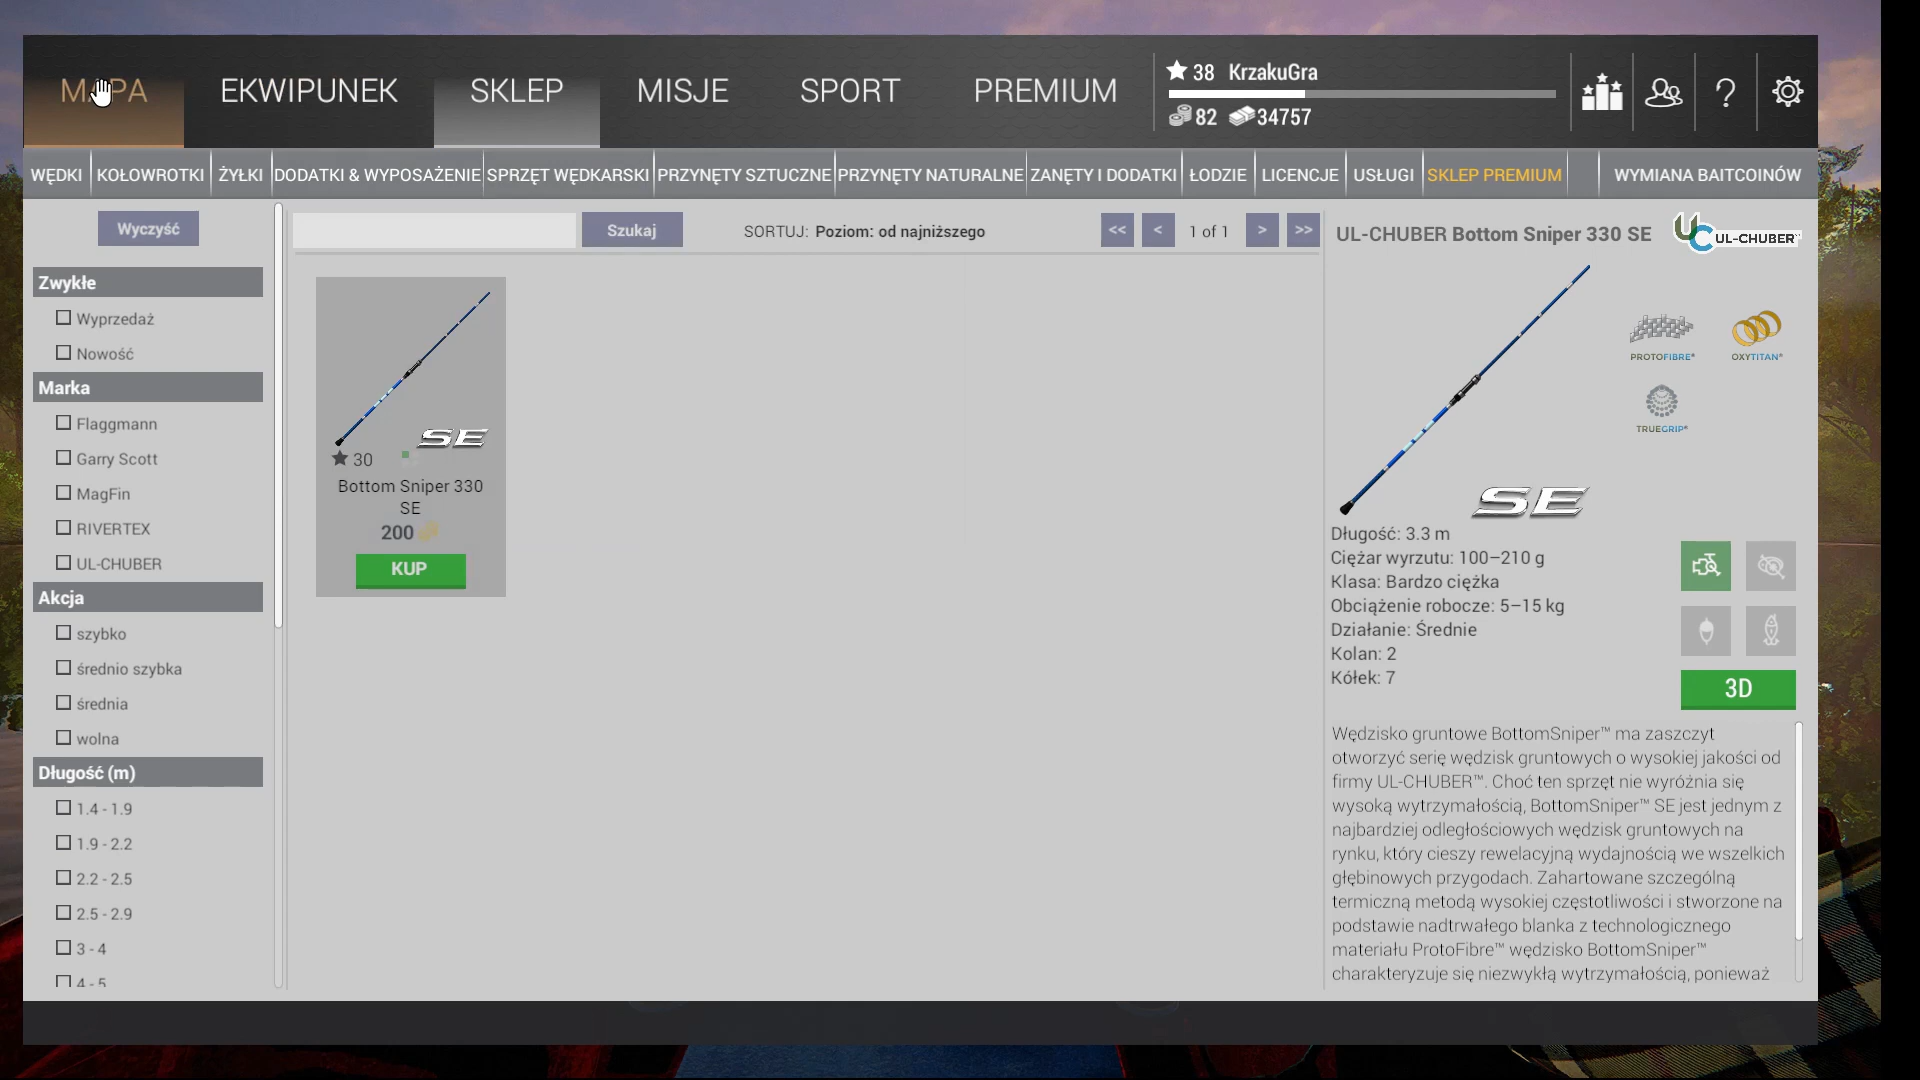 MAPA
EKWIPUNEK
SKLEP
MISJE
SPORT
PREMIUM
38 KrzakuGra
82 34757
WĘDKI
KOŁOWROTKI
ŻYŁKI
DODATKI & WYPOSAŻENIE
SPRZĘT WĘDKARSKI
PRZYNĘTY SZTUCZNE
PRZYNĘTY NATURALNE
ZANĘTY I DODATKI
ŁODZIE
LICENCJE
USŁUGI
SKLEP PREMIUM
WYMIANA BAITCOINÓW
Wyczyść
Zwykłe
Wyprzedaż
Nowość
Marka
Flaggmann
Garry Scott
MagFin
RIVERTEX
UL-CHUBER
Akcja
szybko
średnio szybka
średnia
wolna
Długość (m)
1.4 - 1.9
1.9 - 2.2
2.2 - 2.5
2.5 - 2.9
3 - 4
4 - 5
Szukaj
SORTUJ: Poziom: od najniższego
<< < 1 of 1 > >>
SE
30
Bottom Sniper 330
SE
200
KUP
UL-CHUBER Bottom Sniper 330 SE
UC UL-CHUBER™
PROTOFIBRE®
OXYTITAN®
TRUEGRIP®
SE
Długość: 3.3 m
Ciężar wyrzutu: 100–210 g
Klasa: Bardzo ciężka
Obciążenie robocze: 5–15 kg
Działanie: Średnie
Kolan: 2
Kółek: 7
3D
Wędzisko gruntowe BottomSniper™ ma zaszczyt
otworzyć serię wędzisk gruntowych o wysokiej jakości od
firmy UL-CHUBER™. Choć ten sprzęt nie wyróżnia się
wysoką wytrzymałością, BottomSniper™ SE jest jednym z
najbardziej odległościowych wędzisk gruntowych na
rynku, który cieszy rewelacyjną wydajnością we wszelkich
głębinowych przygodach. Zahartowane szczególną
termiczną metodą wysokiej częstotliwości i stworzone na
podstawie nadtrwałego blanka z technologicznego
materiału ProtoFibre™ wędzisko BottomSniper™
charakteryzuje się niezwykłą wytrzymałością, ponieważ